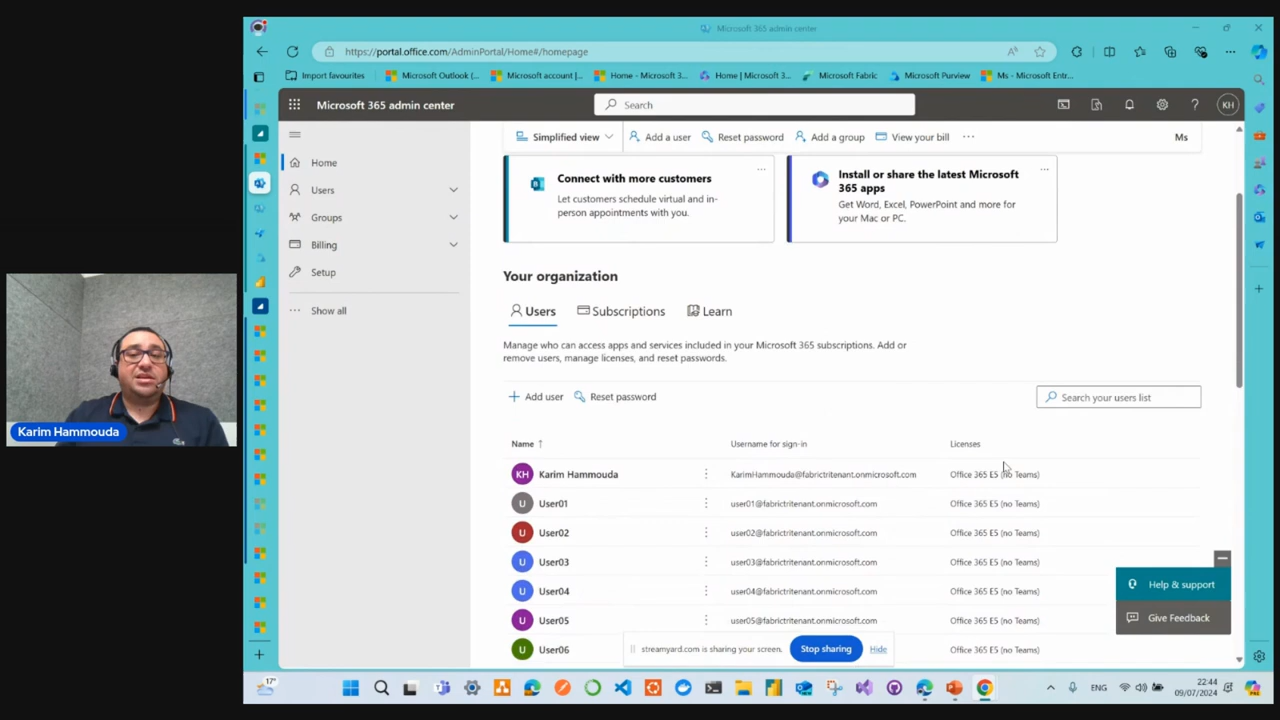 Microsoft 365 admin center
https://portal.office.com/AdminPortal/Home#/homepage
Import favourites
Microsoft Outlook (...
Microsoft account |...
Home - Microsoft 3...
Home | Microsoft 3...
Microsoft Fabric
Microsoft Purview
Ms - Microsoft Entr...
Microsoft 365 admin center
Search
KH
Simplified view
Add a user
Reset password
Add a group
View your bill
Ms
Home
Users
Groups
Billing
Setup
Show all
Connect with more customers
Let customers schedule virtual and in-
person appointments with you.
Install or share the latest Microsoft
365 apps
Get Word, Excel, PowerPoint and more for
your Mac or PC.
Your organization
Users
Subscriptions
Learn
Manage who can access apps and services included in your Microsoft 365 subscriptions. Add or
remove users, manage licenses, and reset passwords.
Add user
Reset password
Search your users list
Name ↑
Username for sign-in
Licenses
KH Karim Hammouda KarimHammouda@fabrictritenant.onmicrosoft.com Office 365 E5 (no Teams)
U User01 user01@fabrictritenant.onmicrosoft.com Office 365 E5 (no Teams)
U User02 user02@fabrictritenant.onmicrosoft.com Office 365 E5 (no Teams)
U User03 user03@fabrictritenant.onmicrosoft.com Office 365 E5 (no Teams)
U User04 user04@fabrictritenant.onmicrosoft.com Office 365 E5 (no Teams)
U User05 user05@fabrictritenant.onmicrosoft.com Office 365 E5 (no Teams)
U User06 Office 365 E5 (no Teams)
Help & support
Give Feedback
streamyard.com is sharing your screen.
Stop sharing
Hide
Karim Hammouda
17°
ENG
22:44
09/07/2024